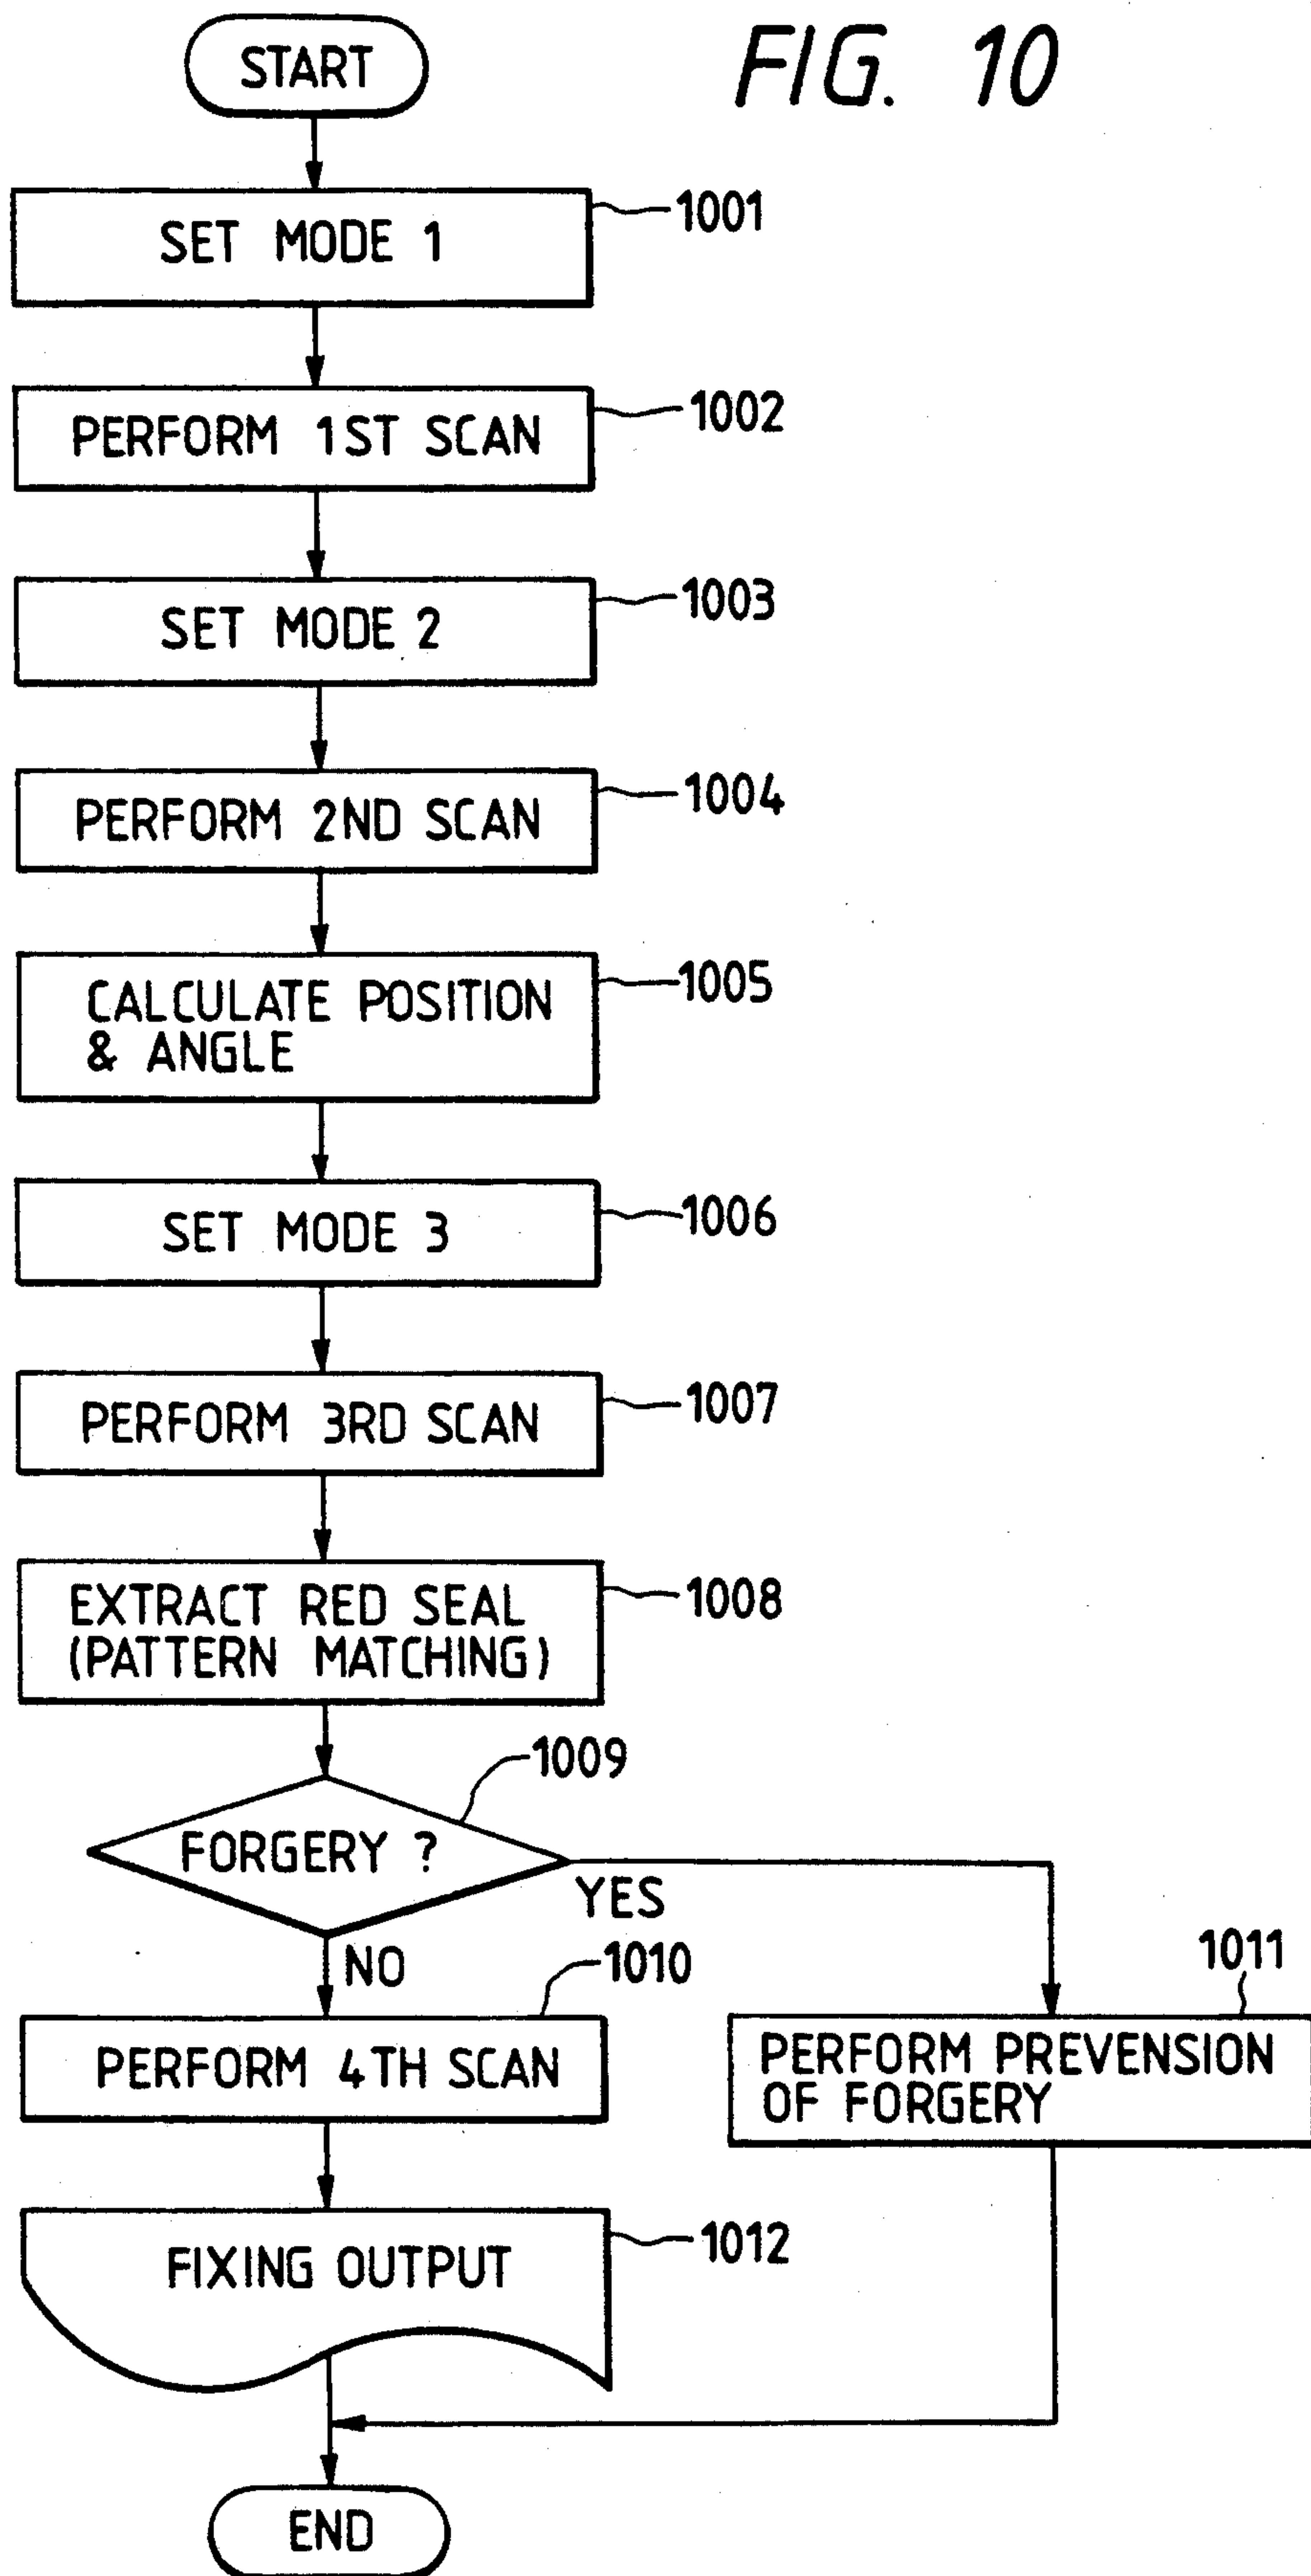 FIG. 10
START
SET MODE 1
1001
PERFORM 1ST SCAN
1002
SET MODE 2
1003
PERFORM 2ND SCAN
1004
CALCULATE POSITION
& ANGLE
1005
SET MODE 3
1006
PERFORM 3RD SCAN
1007
EXTRACT RED SEAL
(PATTERN MATCHING)
1008
FORGERY ?
1009
YES
NO
PERFORM 4TH SCAN
1010
PERFORM PREVENSION
OF FORGERY
1011
FIXING OUTPUT
1012
END